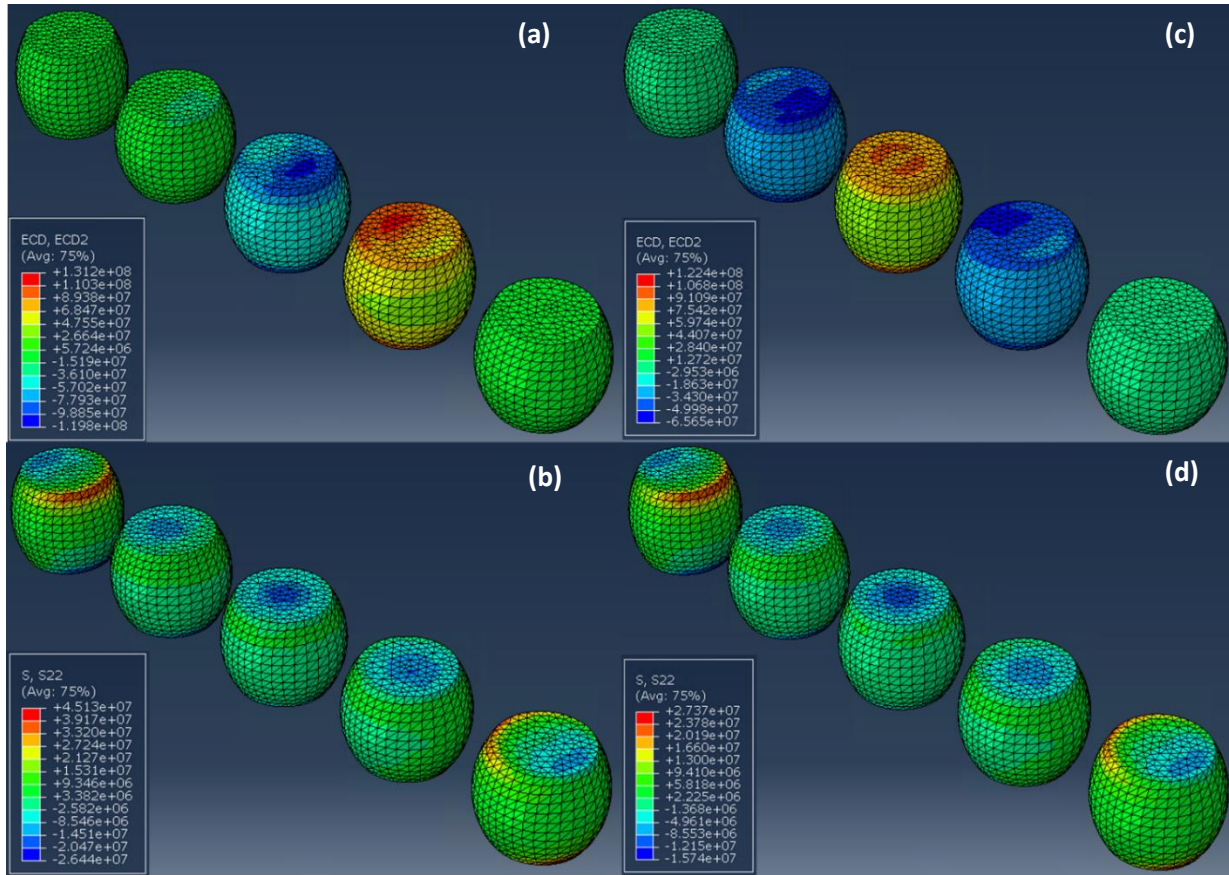 (a)
ECD, ECD2
(Avg: 75%)
+1.312e+08
+1.103e+08
+8.938e+07
+6.847e+07
+4.755e+07
+2.664e+07
+5.724e+06
-1.519e+07
-3.610e+07
-5.702e+07
-7.793e+07
-9.885e+07
-1.198e+08
(c)
ECD, ECD2
(Avg: 75%)
+1.224e+08
+1.068e+08
+9.109e+07
+7.542e+07
+5.974e+07
+4.407e+07
+2.840e+07
+1.272e+07
-2.953e+06
-1.863e+07
-3.430e+07
-4.998e+07
-6.565e+07
(b)
S, S22
(Avg: 75%)
+4.513e+07
+3.917e+07
+3.320e+07
+2.724e+07
+2.127e+07
+1.531e+07
+9.346e+06
+3.382e+06
-2.582e+06
-8.546e+06
-1.451e+07
-2.047e+07
-2.644e+07
(d)
S, S22
(Avg: 75%)
+2.737e+07
+2.378e+07
+2.019e+07
+1.660e+07
+1.300e+07
+9.410e+06
+5.818e+06
+2.225e+06
-1.368e+06
-4.961e+06
-8.553e+06
-1.215e+07
-1.574e+07